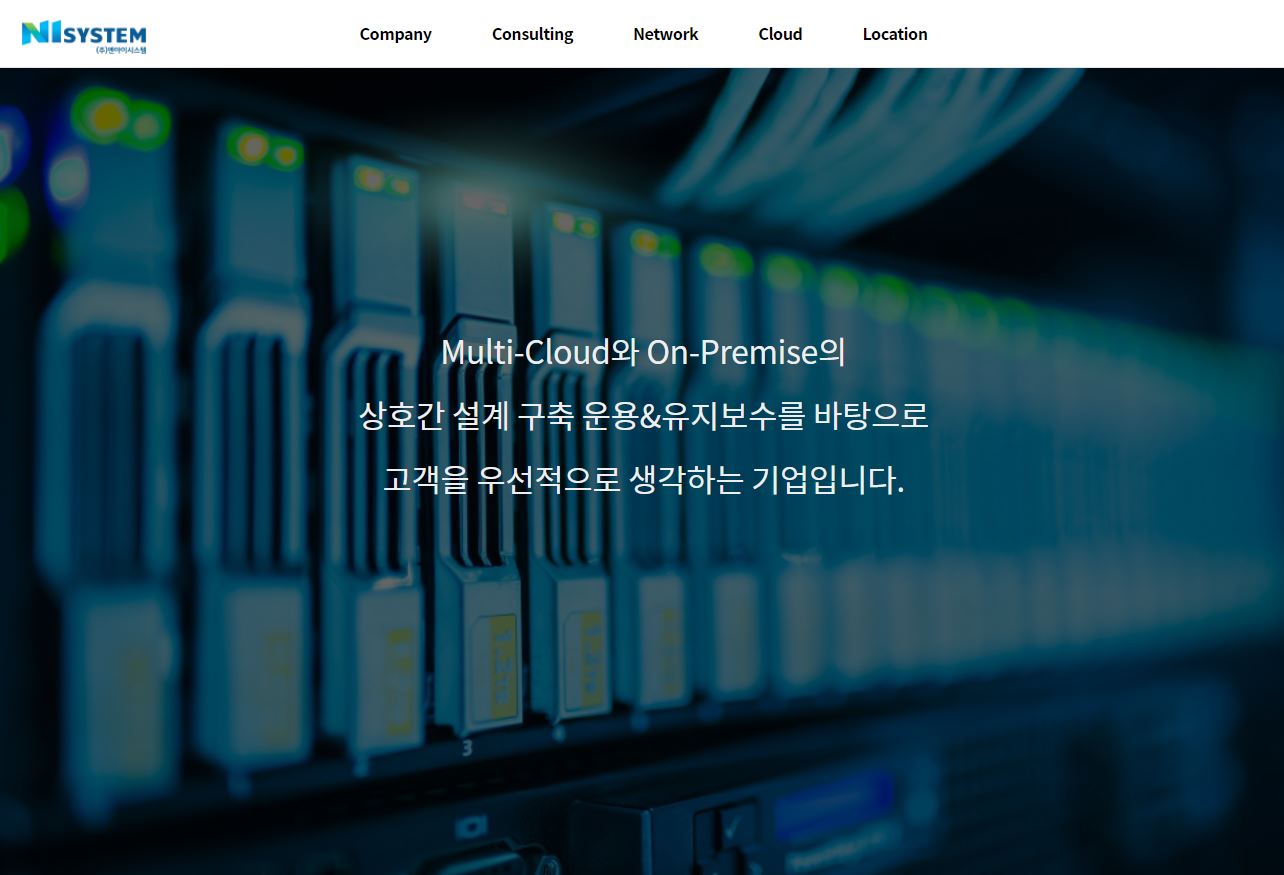 NI SYSTEM
(주)엔아이시스템
Company
Consulting
Network
Cloud
Location
Multi-Cloud와 On-Premise의
상호간 설계 구축 운용&유지보수를 바탕으로
고객을 우선적으로 생각하는 기업입니다.
3
4